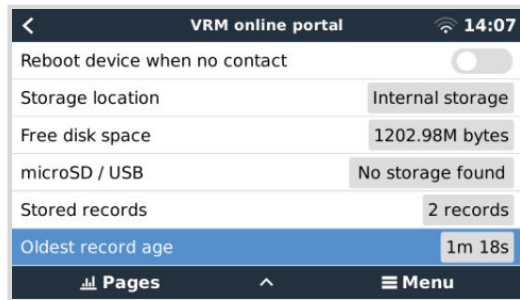 VRM online portal 14:07
Reboot device when no contact
Storage location Internal storage
Free disk space 1202.98M bytes
microSD / USB No storage found
Stored records 2 records
Oldest record age 1m 18s
Pages Menu